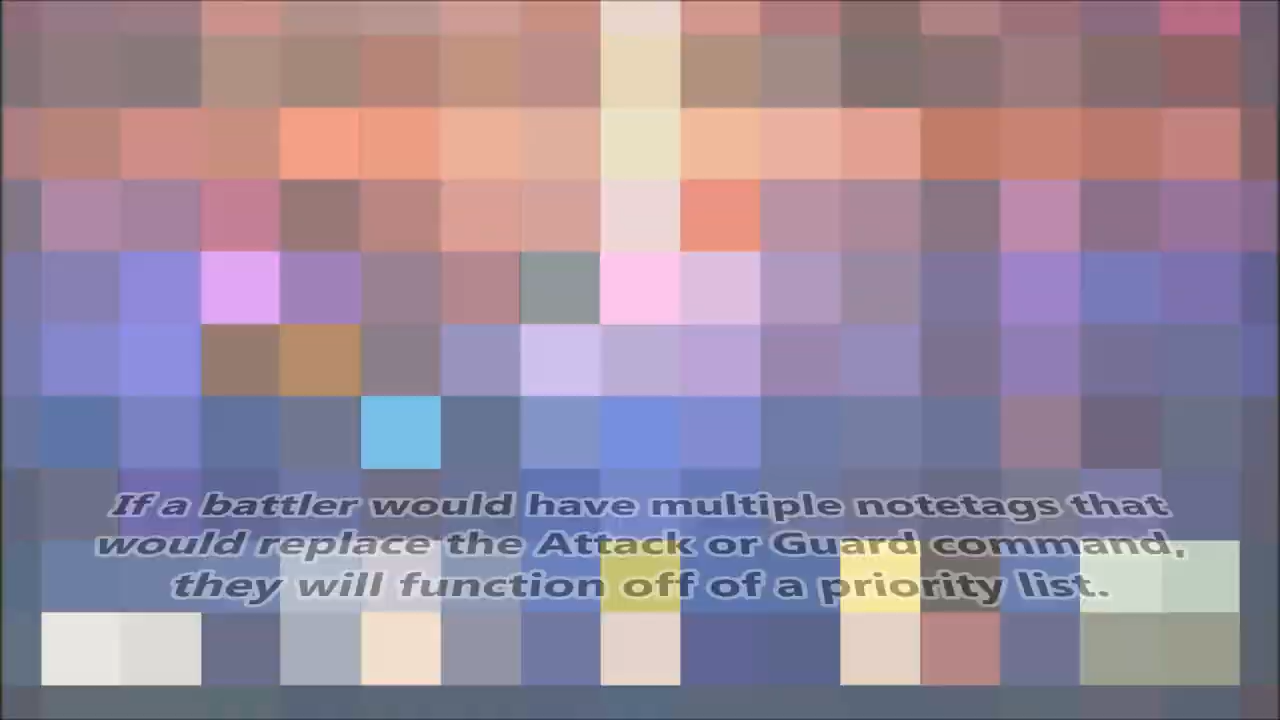 If a battler would have multiple notetags that
would replace the Attack or Guard command,
they will function off of a priority list.